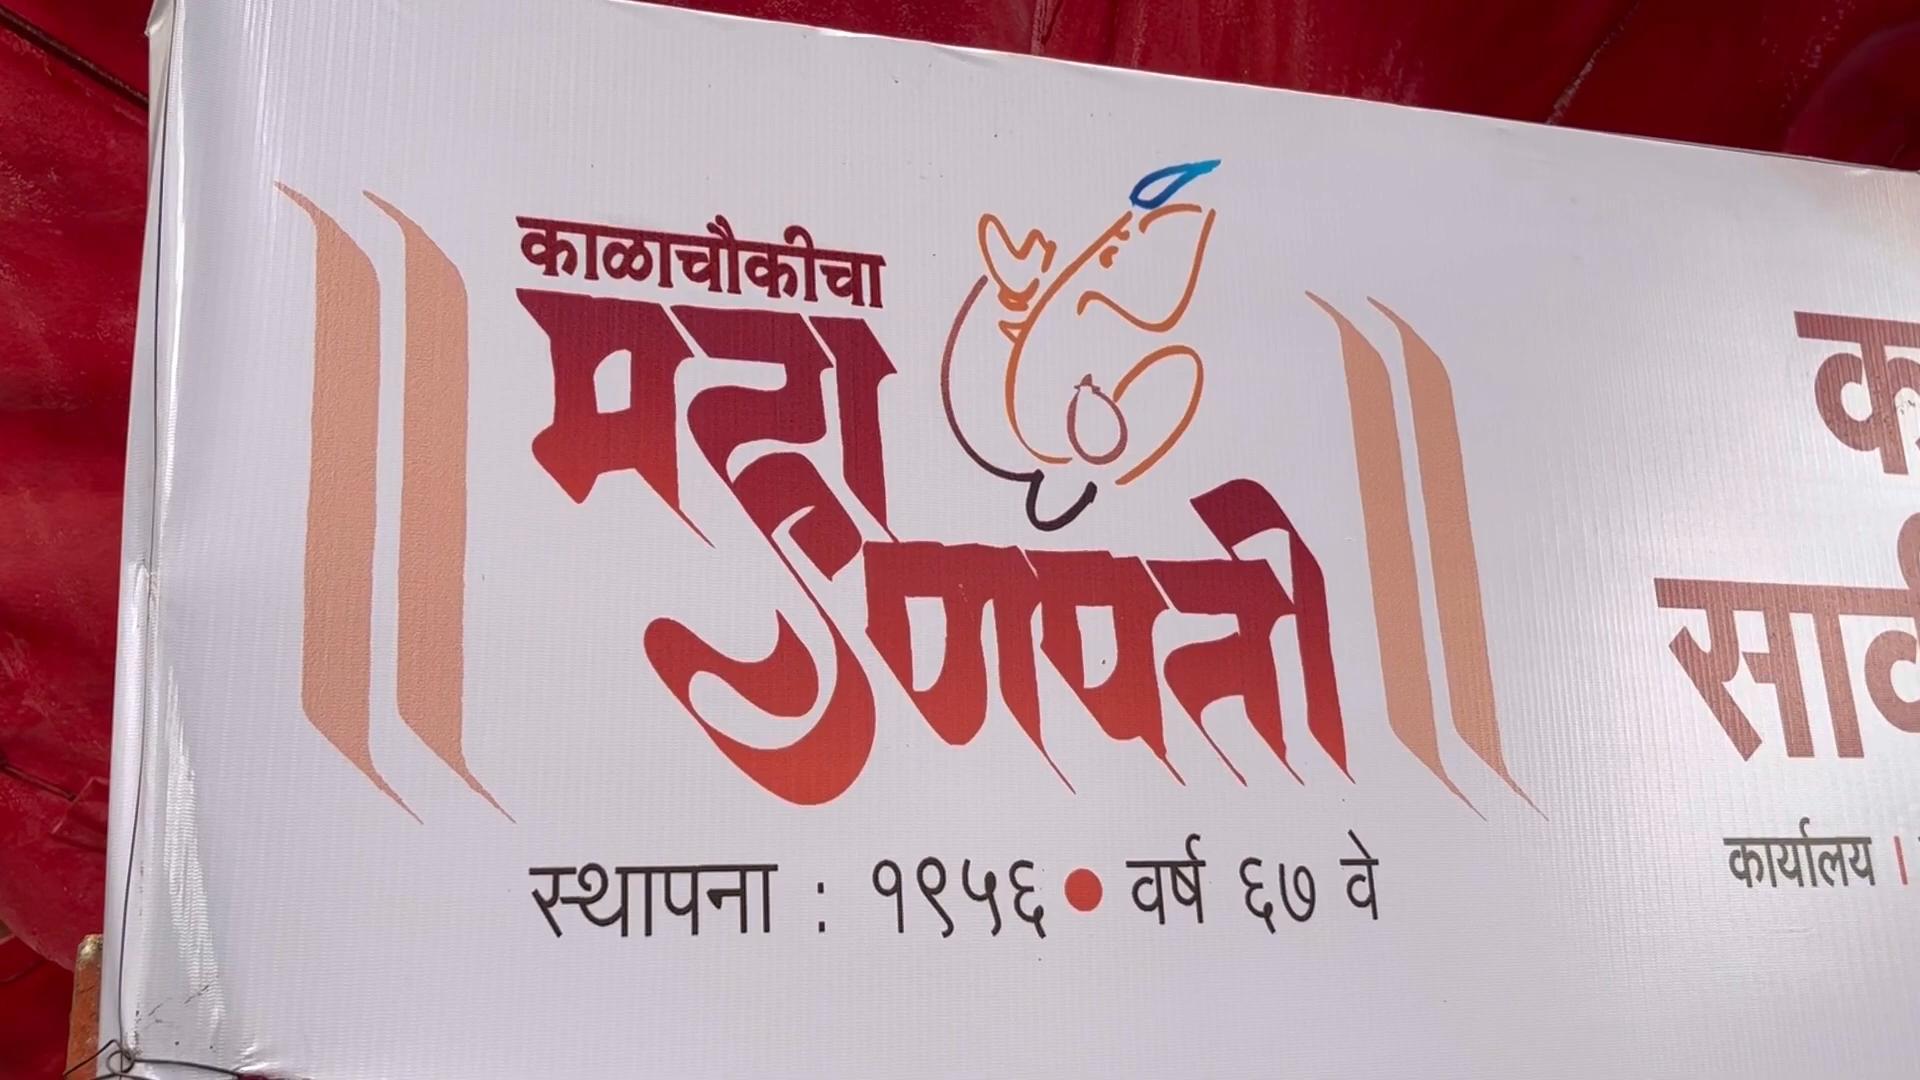 काळाचौकीचा
महा
गणपती
स्थापना : १९५६ • वर्ष ६७ वे
कार्यालय ।